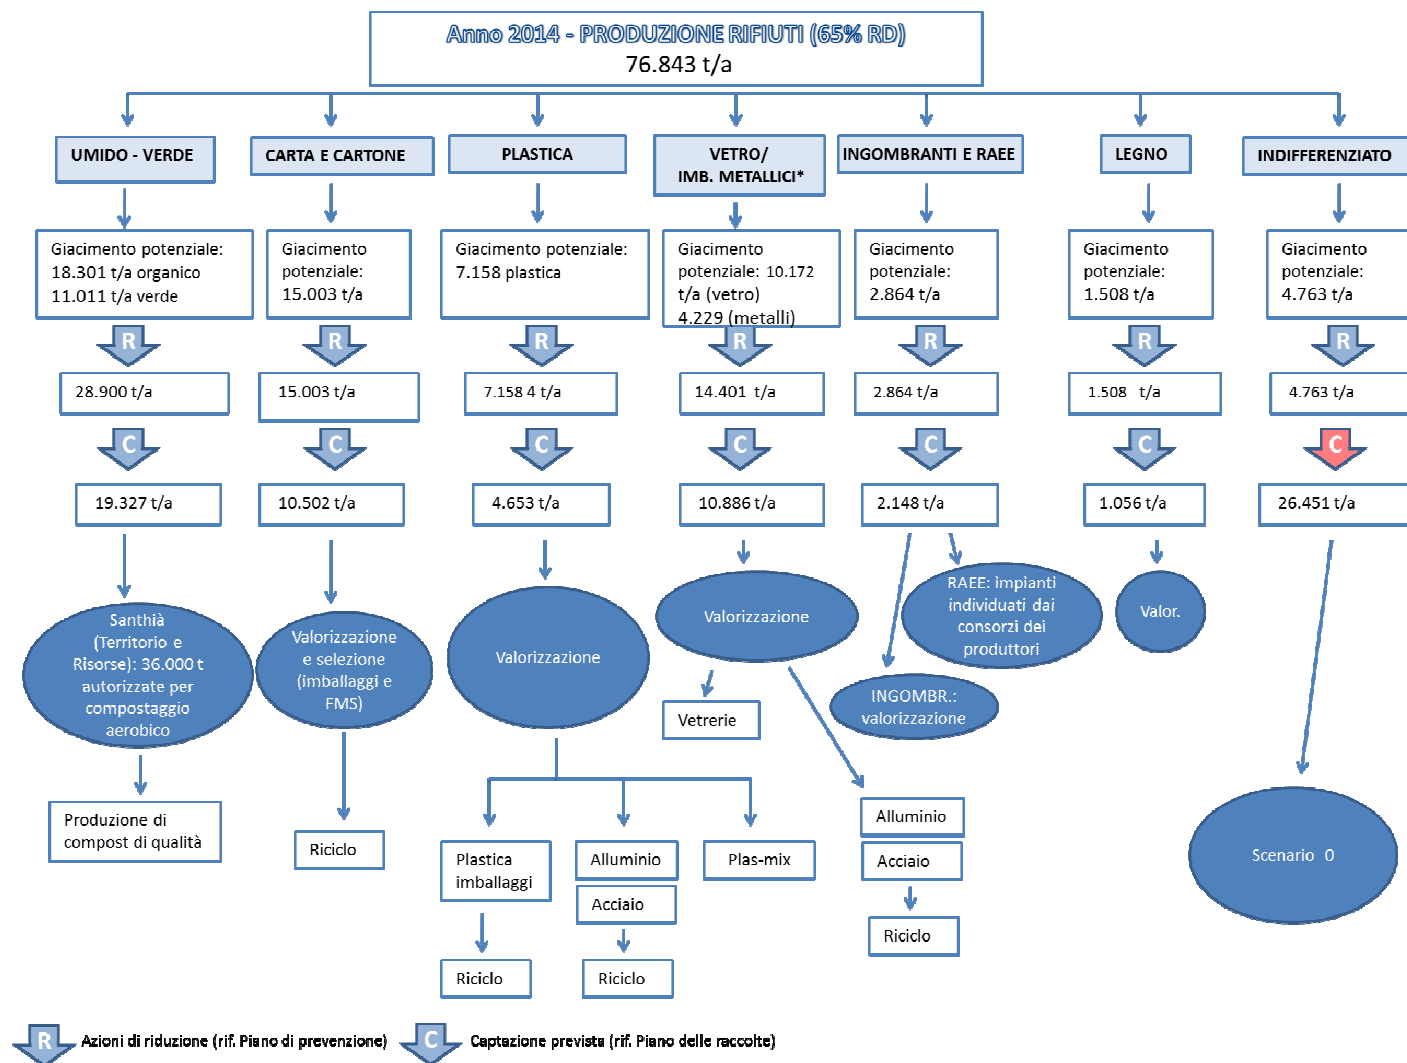 Anno 2014 - PRODUZIONE RIFIUTI (65% RD)
76.843 t/a
UMIDO - VERDE
CARTA E CARTONE
PLASTICA
VETRO/
IMB. METALLICI*
INGOMBRANTI E RAEE
LEGNO
INDIFFERENZIATO
Giacimento potenziale:
18.301 t/a organico
11.011 t/a verde
Giacimento
potenziale:
15.003 t/a
Giacimento potenziale:
7.158 plastica
Giacimento
potenziale: 10.172
t/a (vetro)
4.229 (metalli)
Giacimento
potenziale:
2.864 t/a
Giacimento
potenziale:
1.508 t/a
Giacimento
potenziale:
4.763 t/a
R
R
R
R
R
R
R
28.900 t/a
15.003 t/a
7.158 4 t/a
14.401 t/a
2.864 t/a
1.508 t/a
4.763 t/a
C
C
C
C
C
C
C
19.327 t/a
10.502 t/a
4.653 t/a
10.886 t/a
2.148 t/a
1.056 t/a
26.451 t/a
Santhià
(Territorio e
Risorse): 36.000 t
autorizzate per
compostaggio
aerobico
Valorizzazione
e selezione
(imballaggi e
FMS)
Valorizzazione
Valorizzazione
RAEE: impianti
individuati dai
consorzi dei
produttori
Valor.
INGOMBR.:
valorizzazione
Vetrerie
Produzione di
compost di qualità
Riciclo
Plastica
imballaggi
Alluminio
Acciaio
Plas-mix
Alluminio
Acciaio
Scenario 0
Riciclo
Riciclo
Riciclo
R Azioni di riduzione (rif. Piano di prevenzione)
C Captazione prevista (rif. Piano delle raccolte)